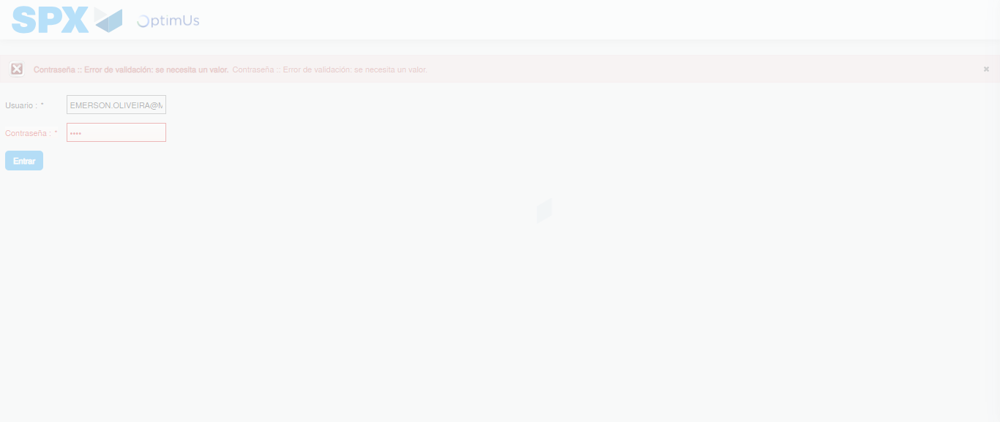 SPX OptimUs
Contraseña :: Error de validación: se necesita un valor. Contraseña :: Error de validación: se necesita un valor.
Usuario : * EMERSON.OLIVEIRA@M
Contraseña : * ••••
Entrar